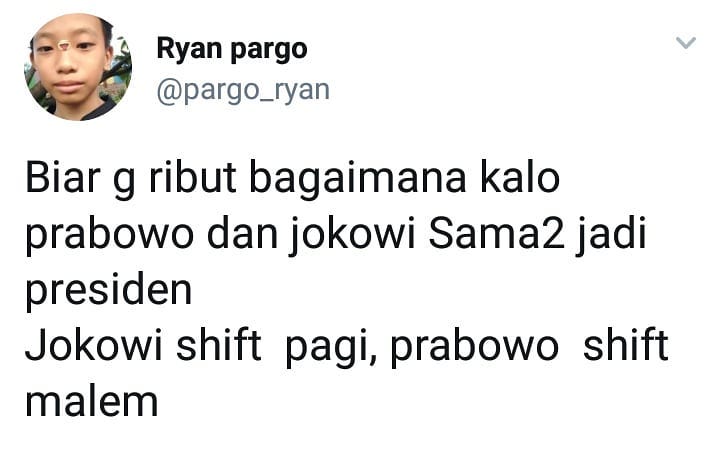 Ryan pargo
@pargo_ryan
Biar g ribut bagaimana kalo
prabowo dan jokowi Sama2 jadi
presiden
Jokowi shift  pagi, prabowo  shift
malem